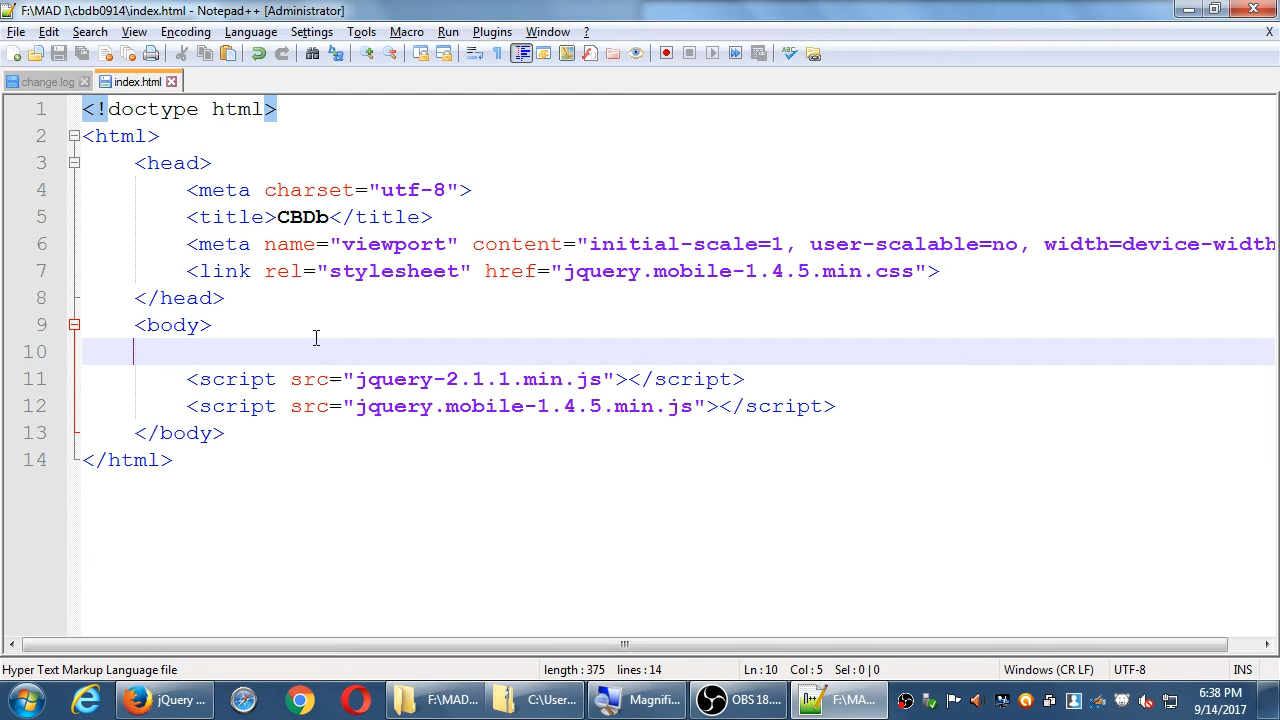 F:\MAD I\cbdb0914\index.html - Notepad++ [Administrator]
File Edit Search View Encoding Language Settings Tools Macro Run Plugins Window ? X
change.log index.html
1 <!doctype html>
2 <html>
3 <head>
4 <meta charset="utf-8">
5 <title>CBDb</title>
6 <meta name="viewport" content="initial-scale=1, user-scalable=no, width=device-width
7 <link rel="stylesheet" href="jquery.mobile-1.4.5.min.css">
8 </head>
9 <body>
10
11 <script src="jquery-2.1.1.min.js"></script>
12 <script src="jquery.mobile-1.4.5.min.js"></script>
13 </body>
14 </html>
Hyper Text Markup Language file length : 375 lines : 14 Ln : 10 Col : 5 Sel : 0 | 0 Windows (CR LF) UTF-8 INS
jQuery ... F:\MAD... C:\User... Magnifi... OBS 18.... F:\MA... 6:38 PM
9/14/2017